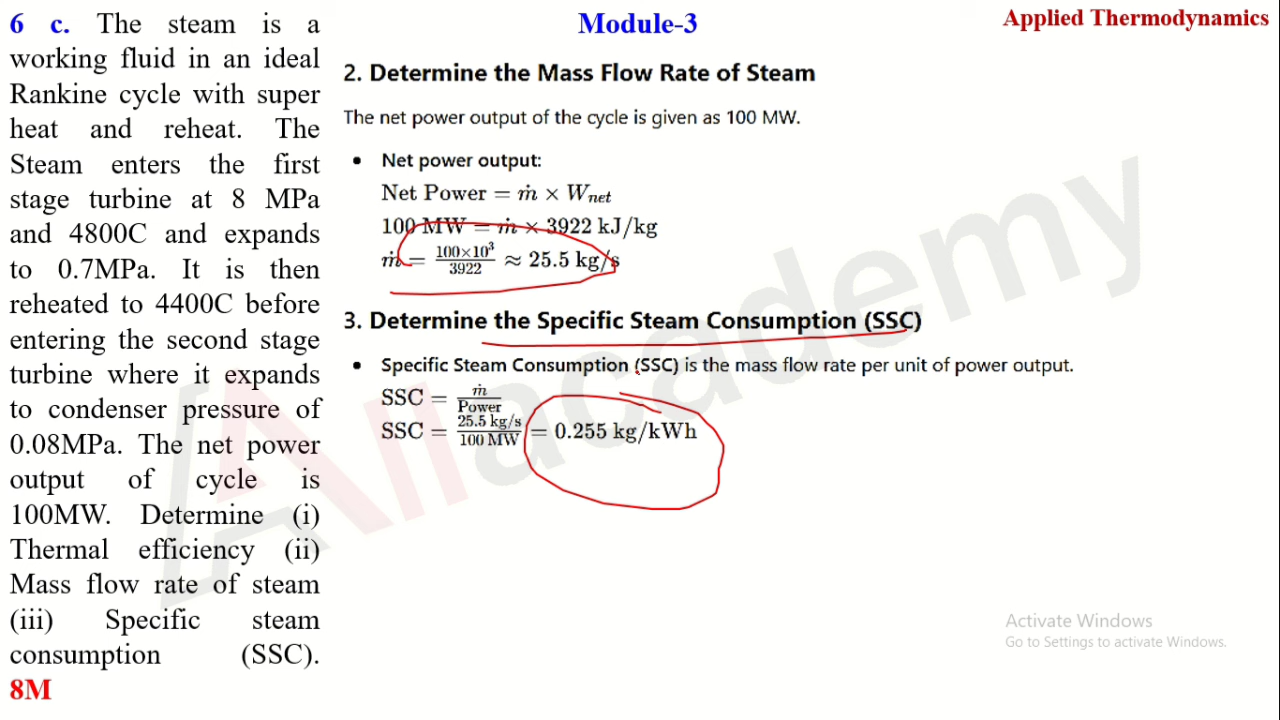 6 c. The steam is a
working fluid in an ideal
Rankine cycle with super
heat and reheat. The
Steam enters the first
stage turbine at 8 MPa
and 4800C and expands
to 0.7MPa. It is then
reheated to 4400C before
entering the second stage
turbine where it expands
to condenser pressure of
0.08MPa. The net power
output of cycle is
100MW. Determine (i)
Thermal efficiency (ii)
Mass flow rate of steam
(iii) Specific steam
consumption (SSC).
8M
Module-3
Applied Thermodynamics
2. Determine the Mass Flow Rate of Steam
The net power output of the cycle is given as 100 MW.
• Net power output:
Net Power = ṁ × Wₙₑₜ
100 MW = ṁ × 3922 kJ/kg
ṁ = 100×10³/3922 ≈ 25.5 kg/s
3. Determine the Specific Steam Consumption (SSC)
• Specific Steam Consumption (SSC) is the mass flow rate per unit of power output.
SSC = ṁ/Power
SSC = 25.5 kg/s/100 MW = 0.255 kg/kWh
Allacademy
Activate Windows
Go to Settings to activate Windows.